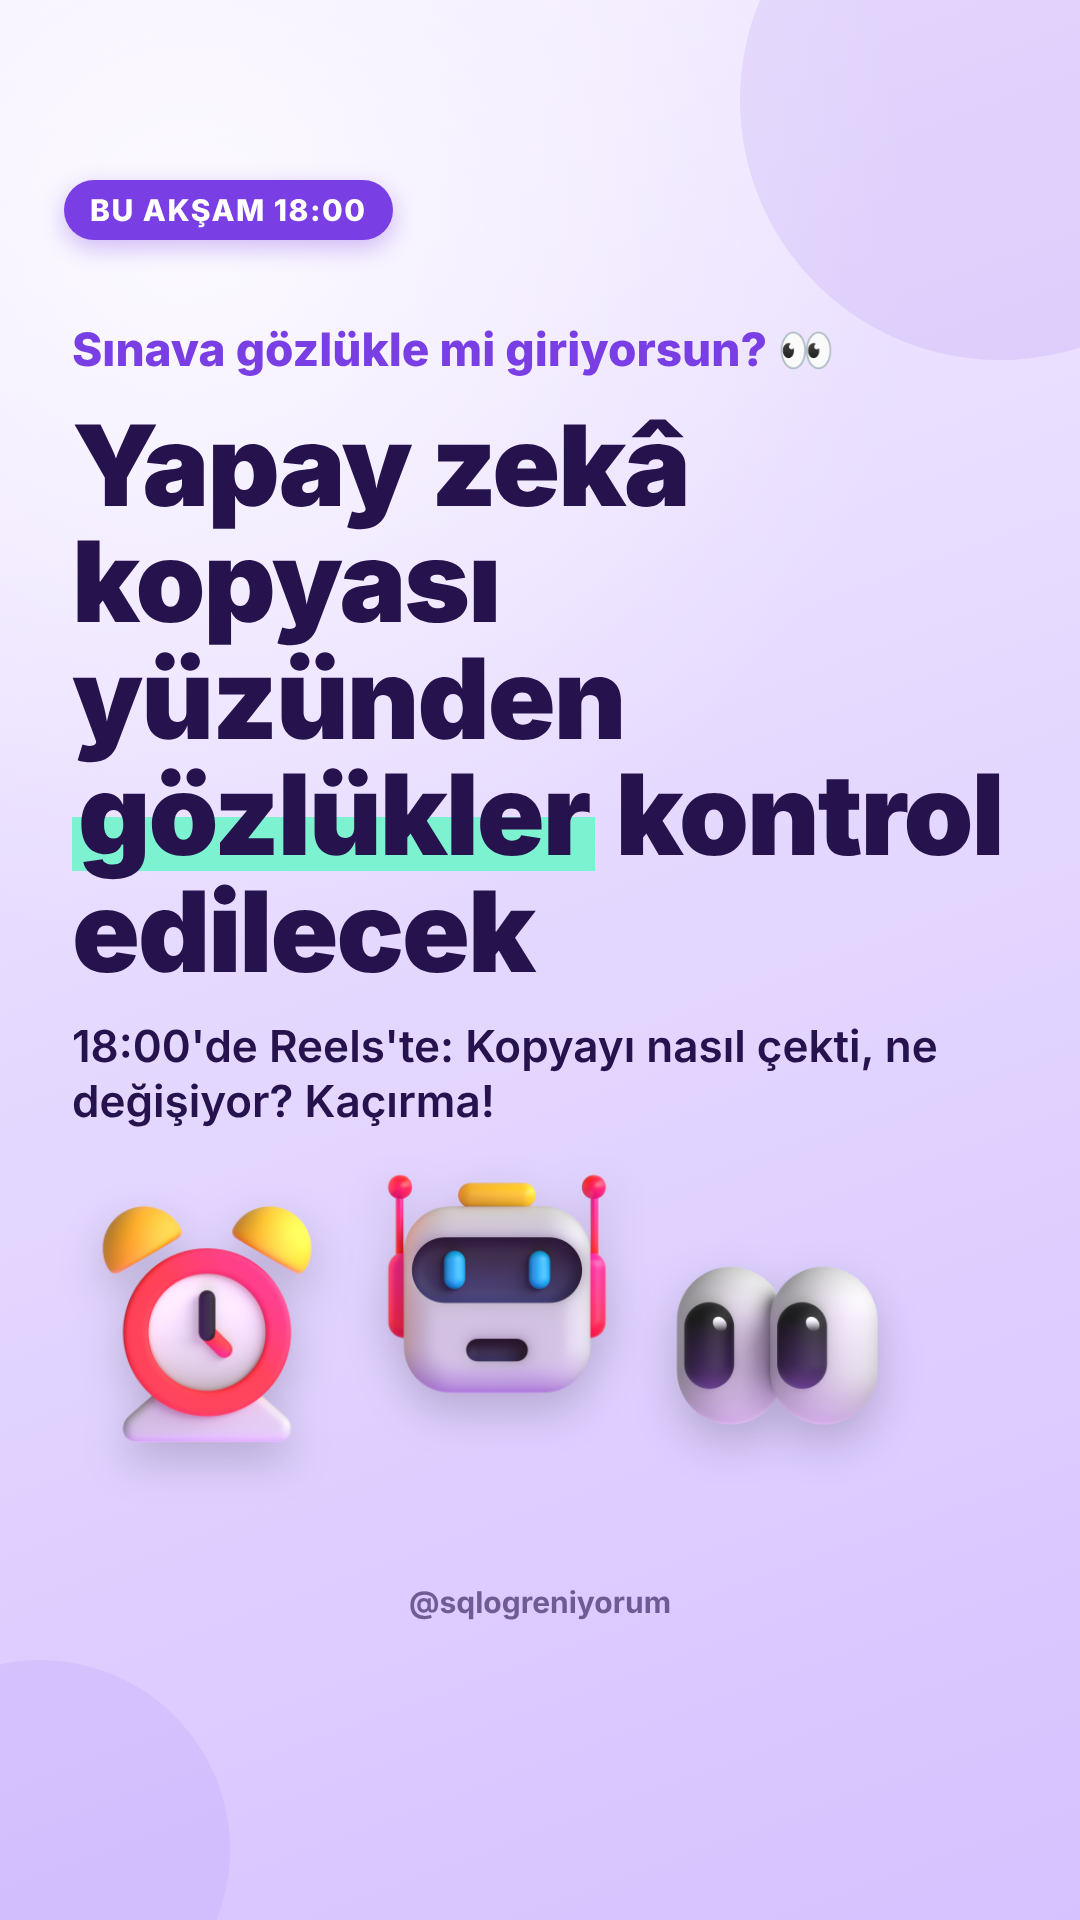 BU AKŞAM 18:00
Sınava gözlükle mi giriyorsun? 👀
Yapay zekâ
kopyası
yüzünden
gözlükler kontrol
edilecek
18:00'de Reels'te: Kopyayı nasıl çekti, ne
değişiyor? Kaçırma!
@sqlogreniyorum